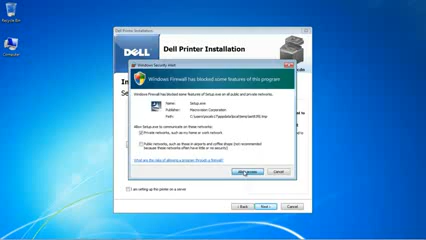 Recycle Bin
Computer
Dell Printer Installation
DELL
Dell Printer Installation
Windows Security Alert
Windows Firewall has blocked some features of this program
Windows Firewall has blocked some features of Setup.exe on all public and private networks.
Name: Setup.exe
Publisher: Macrovision Corporation
Path:
Allow Setup.exe to communicate on these networks:
Private networks, such as my home or work network
Public networks, such as those in airports and coffee shops (not recommended
because these networks often have little or no security)
What are the risks of allowing a program through a firewall?
Allow access
Cancel
I am setting up the printer on a server
< Back
Next >
Cancel